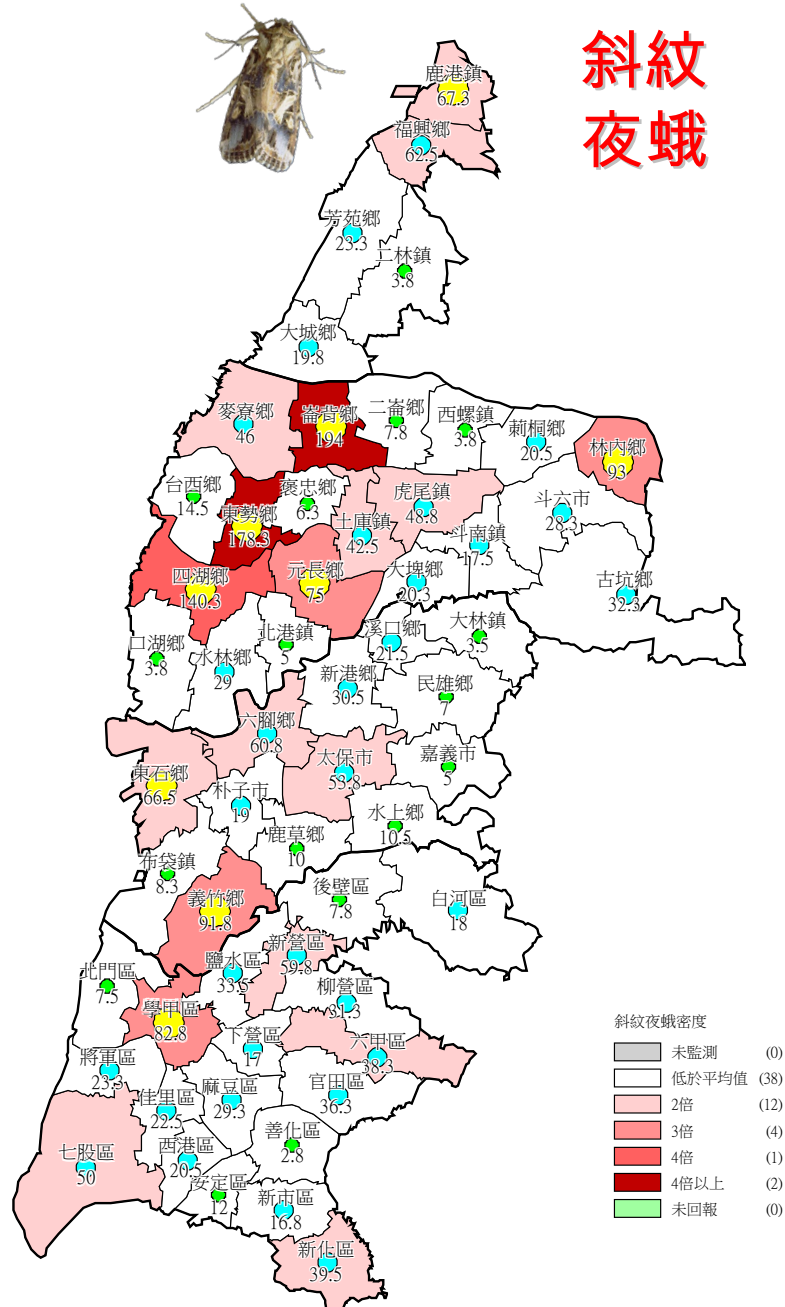 斜紋
夜蛾
鹿港鎮
67.3
福興鄉
62.5
芳苑鄉
23.3
二林鎮
3.8
大城鄉
19.8
麥寮鄉
46
崙背鄉
194
二崙鄉
7.8
西螺鎮
3.8
莿桐鄉
20.5
林內鄉
93
台西鄉
14.5
東勢鄉
178.3
褒忠鄉
6.3
土庫鎮
42.5
虎尾鎮
48.8
斗南鎮
17.5
斗六市
28.3
四湖鄉
140.3
元長鄉
75
大埤鄉
20.3
古坑鄉
32.3
口湖鄉
3.8
水林鄉
29
北港鎮
5
溪口鄉
21.5
大林鎮
3.5
新港鄉
30.5
民雄鄉
7
六腳鄉
60.8
太保市
53.8
嘉義市
5
東石鄉
66.5
朴子市
19
水上鄉
10.5
鹿草鄉
10
布袋鎮
8.3
義竹鄉
91.8
後壁區
7.8
白河區
18
新營區
59.8
鹽水區
33.5
北門區
7.5
柳營區
31.3
學甲區
82.8
下營區
17
六甲區
38.3
將軍區
23.3
佳里區
22.5
麻豆區
29.3
官田區
36.3
七股區
50
西港區
20.5
善化區
2.8
安定區
12
新市區
16.8
新化區
39.5
斜紋夜蛾密度
未監測 (0)
低於平均值 (38)
2倍 (12)
3倍 (4)
4倍 (1)
4倍以上 (2)
未回報 (0)